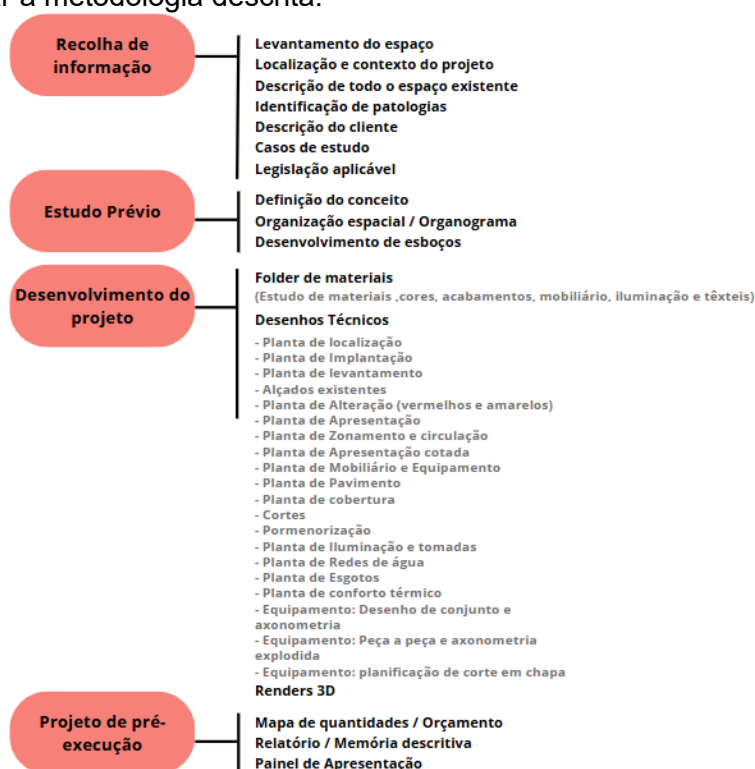 a metodologia descrita.
Recolha de
informação
Levantamento do espaço
Localização e contexto do projeto
Descrição de todo o espaço existente
Identificação de patologias
Descrição do cliente
Casos de estudo
Legislação aplicável
Estudo Prévio
Definição do conceito
Organização espacial / Organograma
Desenvolvimento de esboços
Desenvolvimento do
projeto
Folder de materiais
(Estudo de materiais ,cores, acabamentos, mobiliário, iluminação e têxteis)
Desenhos Técnicos
- Planta de localização
- Planta de Implantação
- Planta de levantamento
- Alçados existentes
- Planta de Alteração (vermelhos e amarelos)
- Planta de Apresentação
- Planta de Zonamento e circulação
- Planta de Apresentação cotada
- Planta de Mobiliário e Equipamento
- Planta de Pavimento
- Planta de cobertura
- Cortes
- Pormenorização
- Planta de Iluminação e tomadas
- Planta de Redes de água
- Planta de Esgotos
- Planta de conforto térmico
- Equipamento: Desenho de conjunto e
axonometria
- Equipamento: Peça a peça e axonometria
explodida
- Equipamento: planificação de corte em chapa
Renders 3D
Projeto de pré-
execução
Mapa de quantidades / Orçamento
Relatório / Memória descritiva
Painel de Apresentação